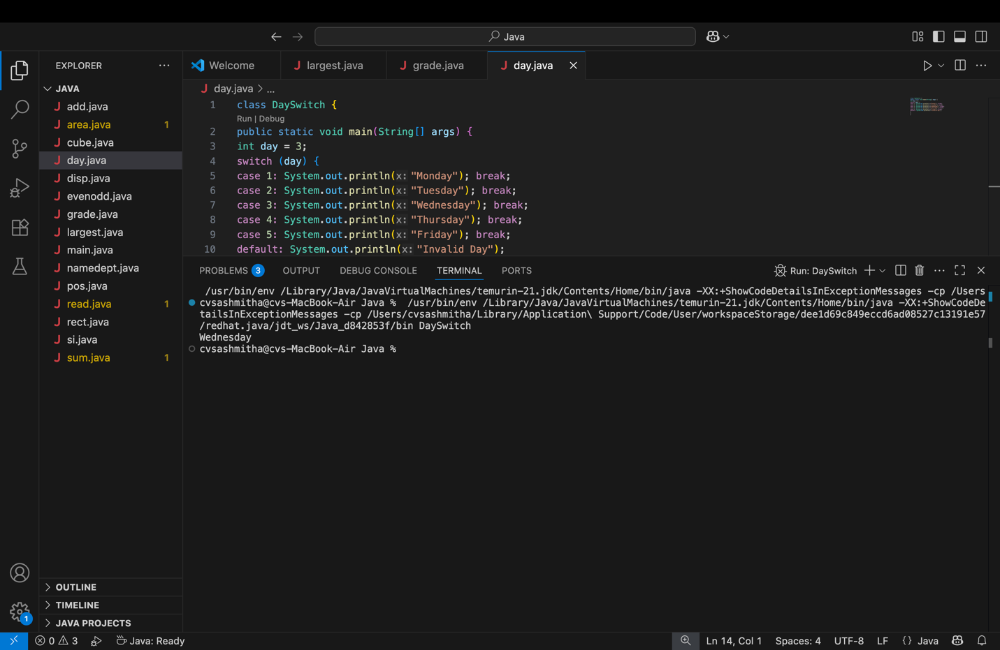 Java
EXPLORER ···
Welcome
largest.java
grade.java
day.java
JAVA
add.java
area.java 1
cube.java
day.java
disp.java
evenodd.java
grade.java
largest.java
main.java
namedept.java
pos.java
read.java 1
rect.java
si.java
sum.java 1
OUTLINE
TIMELINE
JAVA PROJECTS
day.java > ...
1 class DaySwitch {
Run | Debug
2 public static void main(String[] args) {
3 int day = 3;
4 switch (day) {
5 case 1: System.out.println(x: "Monday"); break;
6 case 2: System.out.println(x: "Tuesday"); break;
7 case 3: System.out.println(x: "Wednesday"); break;
8 case 4: System.out.println(x: "Thursday"); break;
9 case 5: System.out.println(x: "Friday"); break;
10 default: System.out.println(x: "Invalid Day");
PROBLEMS 3 OUTPUT DEBUG CONSOLE TERMINAL PORTS Run: DaySwitch
/usr/bin/env /Library/Java/JavaVirtualMachines/temurin-21.jdk/Contents/Home/bin/java -XX:+ShowCodeDetailsInExceptionMessages -cp /Users
cvsashmitha@cvs-MacBook-Air Java % /usr/bin/env /Library/Java/JavaVirtualMachines/temurin-21.jdk/Contents/Home/bin/java -XX:+ShowCodeDe
tailsInExceptionMessages -cp /Users/cvsashmitha/Library/Application\ Support/Code/User/workspaceStorage/dee1d69c849eccd6ad08527c13191e57
/redhat.java/jdt_ws/Java_d842853f/bin DaySwitch
Wednesday
cvsashmitha@cvs-MacBook-Air Java %
1
0 3 Java: Ready Ln 14, Col 1 Spaces: 4 UTF-8 LF {} Java